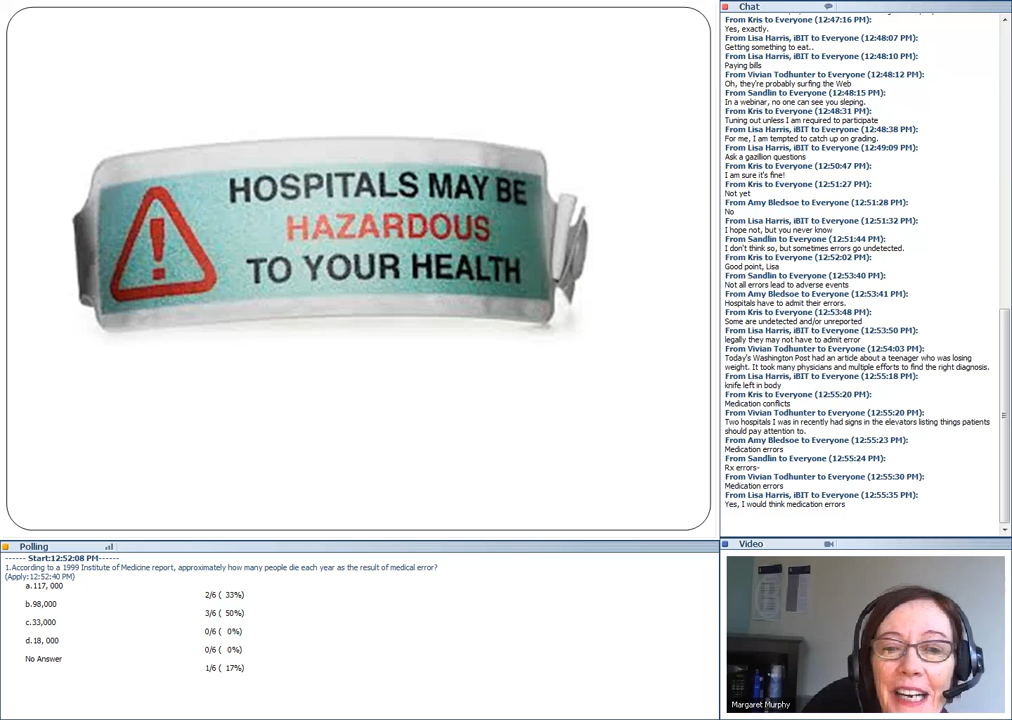 HOSPITALS MAY BE
HAZARDOUS
TO YOUR HEALTH
Chat
From Kris to Everyone (12:47:16 PM):
Yes, exactly.
From Lisa Harris, iBIT to Everyone (12:48:07 PM):
Getting something to eat..
From Lisa Harris, iBIT to Everyone (12:48:10 PM):
Paying bills
From Vivian Todhunter to Everyone (12:48:12 PM):
Oh, they're probably surfing the Web
From Sandlin to Everyone (12:48:15 PM):
In a webinar, no one can see you sleping.
From Kris to Everyone (12:48:31 PM):
Tuning out unless I am required to participate
From Lisa Harris, iBIT to Everyone (12:48:38 PM):
For me, I am tempted to catch up on grading.
From Lisa Harris, iBIT to Everyone (12:49:09 PM):
Ask a gazillion questions
From Kris to Everyone (12:50:47 PM):
I am sure it's fine!
From Kris to Everyone (12:51:27 PM):
Not yet
From Amy Bledsoe to Everyone (12:51:28 PM):
No
From Lisa Harris, iBIT to Everyone (12:51:32 PM):
I hope not, but you never know
From Sandlin to Everyone (12:51:44 PM):
I don't think so, but sometimes errors go undetected.
From Kris to Everyone (12:52:02 PM):
Good point, Lisa
From Sandlin to Everyone (12:53:40 PM):
Not all errors lead to adverse events
From Amy Bledsoe to Everyone (12:53:41 PM):
Hospitals have to admit their errors.
From Kris to Everyone (12:53:48 PM):
Some are undetected and/or unreported
From Lisa Harris, iBIT to Everyone (12:53:50 PM):
legally they may not have to admit error
From Vivian Todhunter to Everyone (12:54:03 PM):
Today's Washington Post had an article about a teenager who was losing
weight. It took many physicians and multiple efforts to find the right diagnosis.
From Lisa Harris, iBIT to Everyone (12:55:18 PM):
knife left in body
From Kris to Everyone (12:55:20 PM):
Medication conflicts
From Vivian Todhunter to Everyone (12:55:20 PM):
Two hospitals I was in recently had signs in the elevators listing things patients
should pay attention to.
From Amy Bledsoe to Everyone (12:55:23 PM):
Medication errors
From Sandlin to Everyone (12:55:24 PM):
Rx errors-
From Vivian Todhunter to Everyone (12:55:30 PM):
Medication errors
From Lisa Harris, iBIT to Everyone (12:55:35 PM):
Yes, I would think medication errors
Polling
------ Start:12:52:08 PM------
1.According to a 1999 Institute of Medicine report, approximately how many people die each year as the result of medical error?
(Apply:12:52:40 PM)
a.117, 000
2/6 ( 33%)
b.98,000
3/6 ( 50%)
c.33,000
0/6 ( 0%)
d.18, 000
0/6 ( 0%)
No Answer
1/6 ( 17%)
Video
Margaret Murphy